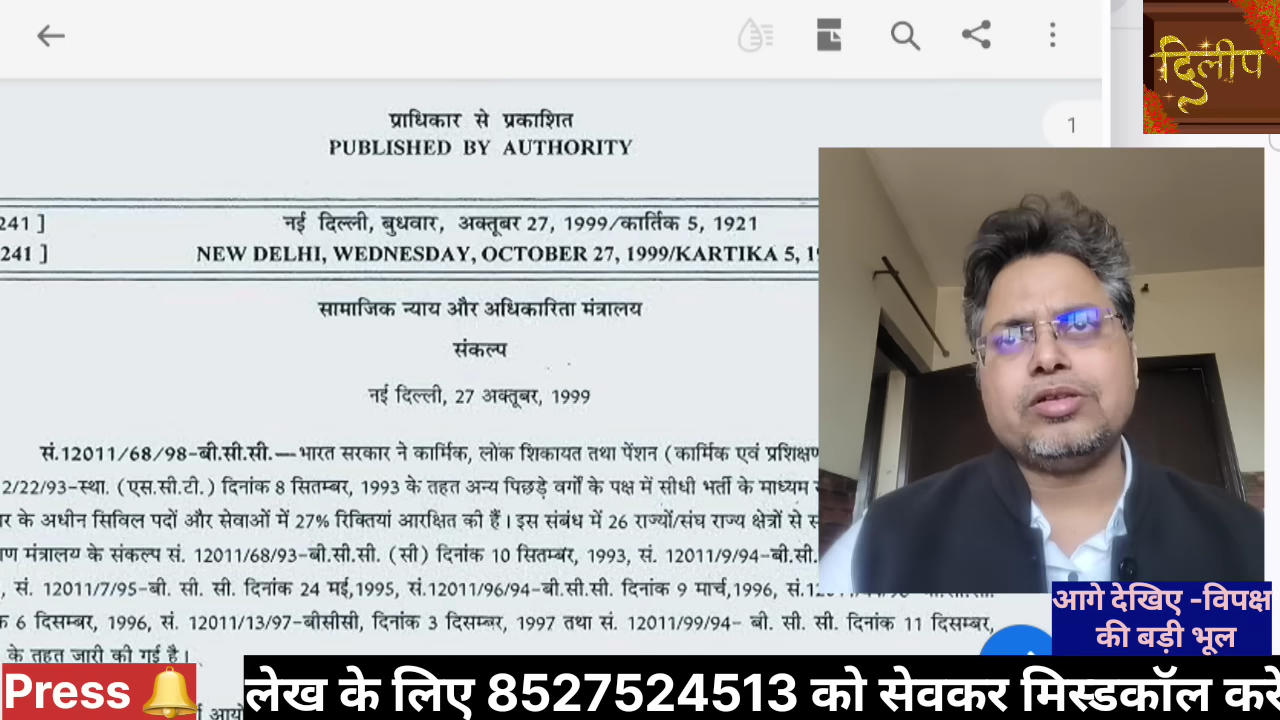 दिलीप
1
प्राधिकार से प्रकाशित
PUBLISHED BY AUTHORITY
241 ]
नई दिल्ली, बुधवार, अक्तूबर 27, 1999/कार्तिक 5, 1921
241 ]
NEW DELHI, WEDNESDAY, OCTOBER 27, 1999/KARTIKA 5, 1
सामाजिक न्याय और अधिकारिता मंत्रालय
संकल्प
नई दिल्ली, 27 अक्तूबर, 1999
सं.12011/68/98-बी.सी.सी.—भारत सरकार ने कार्मिक, लोक शिकायत तथा पेंशन (कार्मिक एवं प्रशिक्षण
2/22/93-स्था. (एस.सी.टी.) दिनांक 8 सितम्बर, 1993 के तहत अन्य पिछड़े वर्गों के पक्ष में सीधी भर्ती के माध्यम
र के अधीन सिविल पदों और सेवाओं में 27% रिक्तियां आरक्षित की हैं। इस संबंध में 26 राज्यों/संघ राज्य क्षेत्रों से
ाण मंत्रालय के संकल्प सं. 12011/68/93-बी.सी.सी. (सी) दिनांक 10 सितम्बर, 1993, सं. 12011/9/94-बी.सी.
, सं. 12011/7/95-बी. सी. सी. दिनांक 24 मई,1995, सं 12011/96/94-बी.सी.सी. दिनांक 9 मार्च,1996, सं.12
क 6 दिसम्बर, 1996, सं. 12011/13/97-बीसीसी, दिनांक 3 दिसम्बर, 1997 तथा सं. 12011/99/94- बी. सी. सी. दिनांक 11 दिसम्बर,
के तहत जारी की गई है।
आगे देखिए -विपक्ष
की बड़ी भूल
Press
लेख के लिए 8527524513 को सेवकर मिस्डकॉल करे